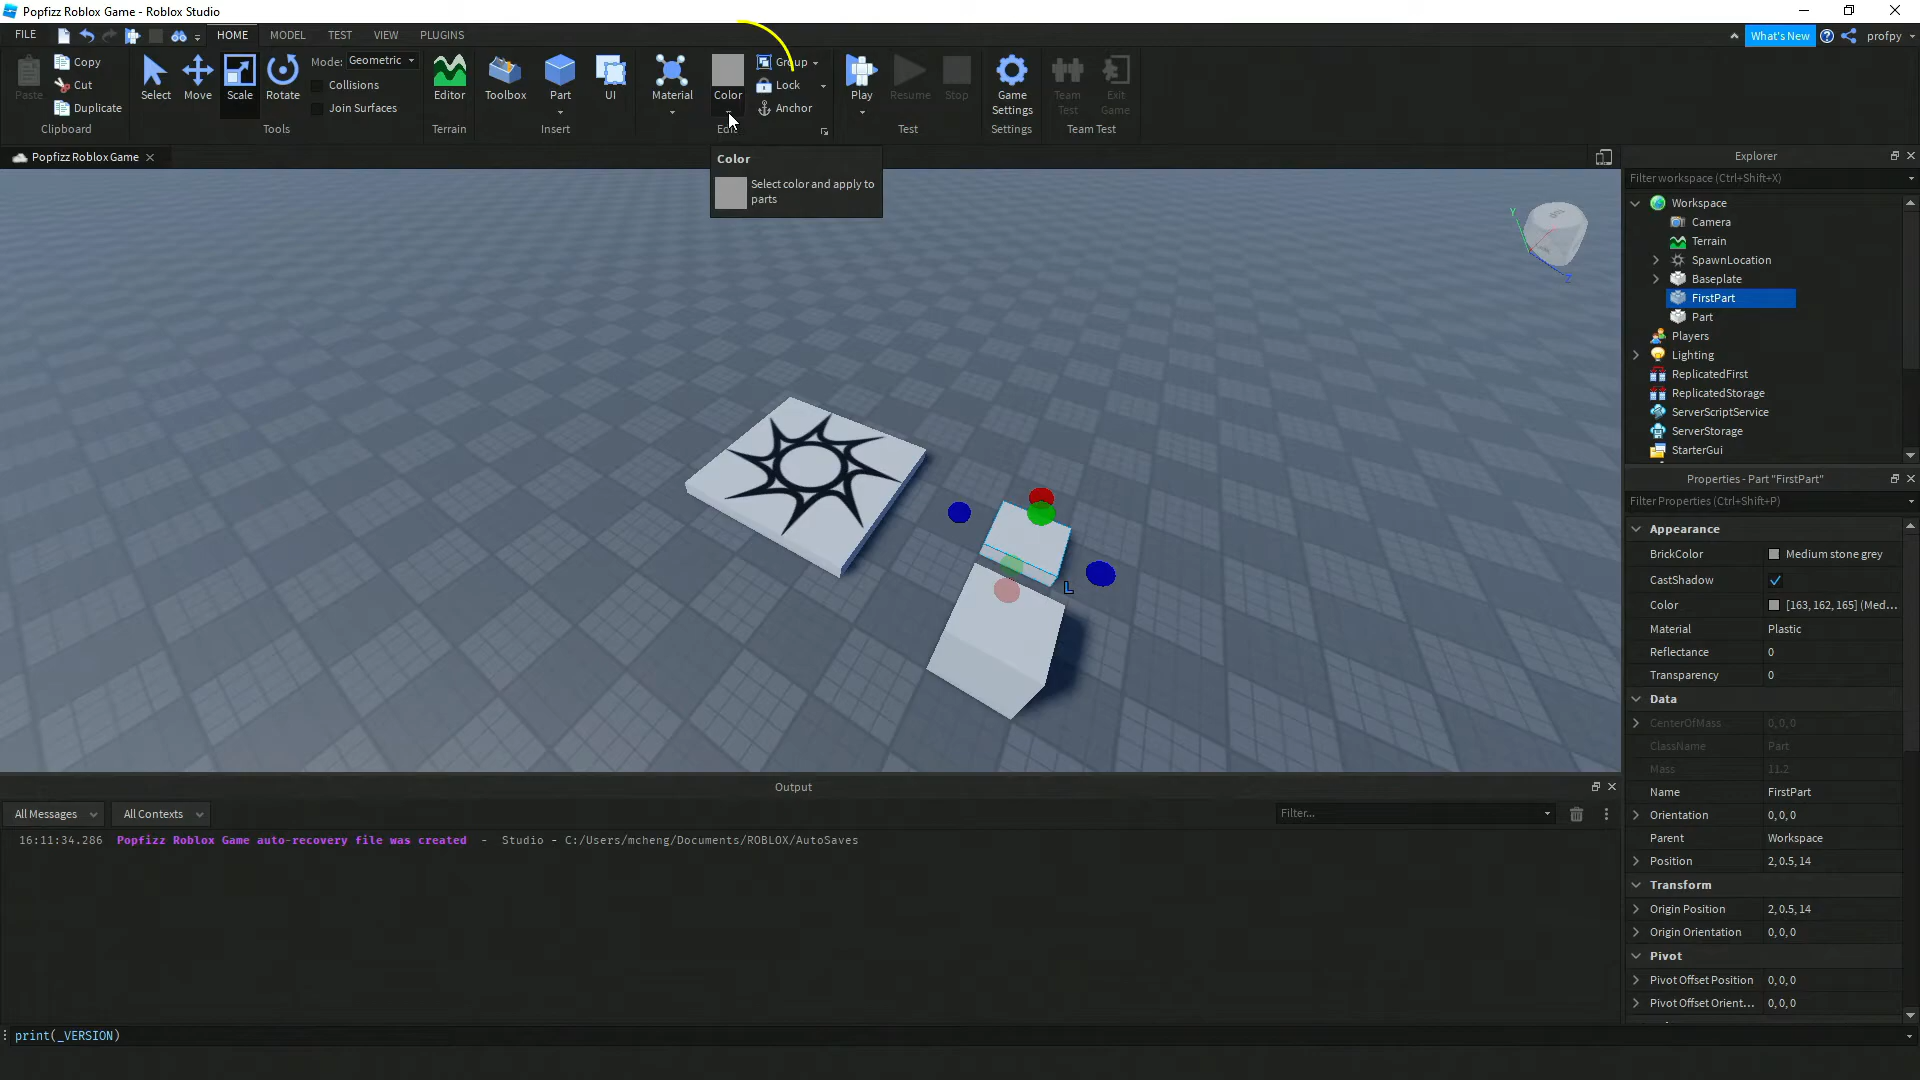 Popfizz Roblox Game - Roblox Studio
FILE
HOME
MODEL
TEST
VIEW
PLUGINS
What's New
profpy
Paste
Copy
Cut
Duplicate
Clipboard
Select
Move
Scale
Rotate
Mode: Geometric
Collisions
Join Surfaces
Tools
Editor
Terrain
Toolbox
Part
UI
Insert
Material
Color
Group
Lock
Anchor
Play
Resume
Stop
Test
Game Settings
Settings
Team Test
Exit Game
Team Test
Popfizz Roblox Game
Color
Select color and apply to
parts
Y
Z
L
Explorer
Filter workspace (Ctrl+Shift+X)
Workspace
Camera
Terrain
SpawnLocation
Baseplate
FirstPart
Part
Players
Lighting
ReplicatedFirst
ReplicatedStorage
ServerScriptService
ServerStorage
StarterGui
Properties - Part "FirstPart"
Filter Properties (Ctrl+Shift+P)
Appearance
BrickColor Medium stone grey
CastShadow
Color [163, 162, 165] (Med...
Material Plastic
Reflectance 0
Transparency 0
Data
CenterOfMass 0, 0, 0
ClassName Part
Mass 11.2
Name FirstPart
Orientation 0, 0, 0
Parent Workspace
Position 2, 0.5, 14
Transform
Origin Position 2, 0.5, 14
Origin Orientation 0, 0, 0
Pivot
Pivot Offset Position 0, 0, 0
Pivot Offset Orient... 0, 0, 0
Output
All Messages
All Contexts
Filter...
16:11:34.286 Popfizz Roblox Game auto-recovery file was created - Studio - C:/Users/mcheng/Documents/ROBLOX/AutoSaves
print(_VERSION)